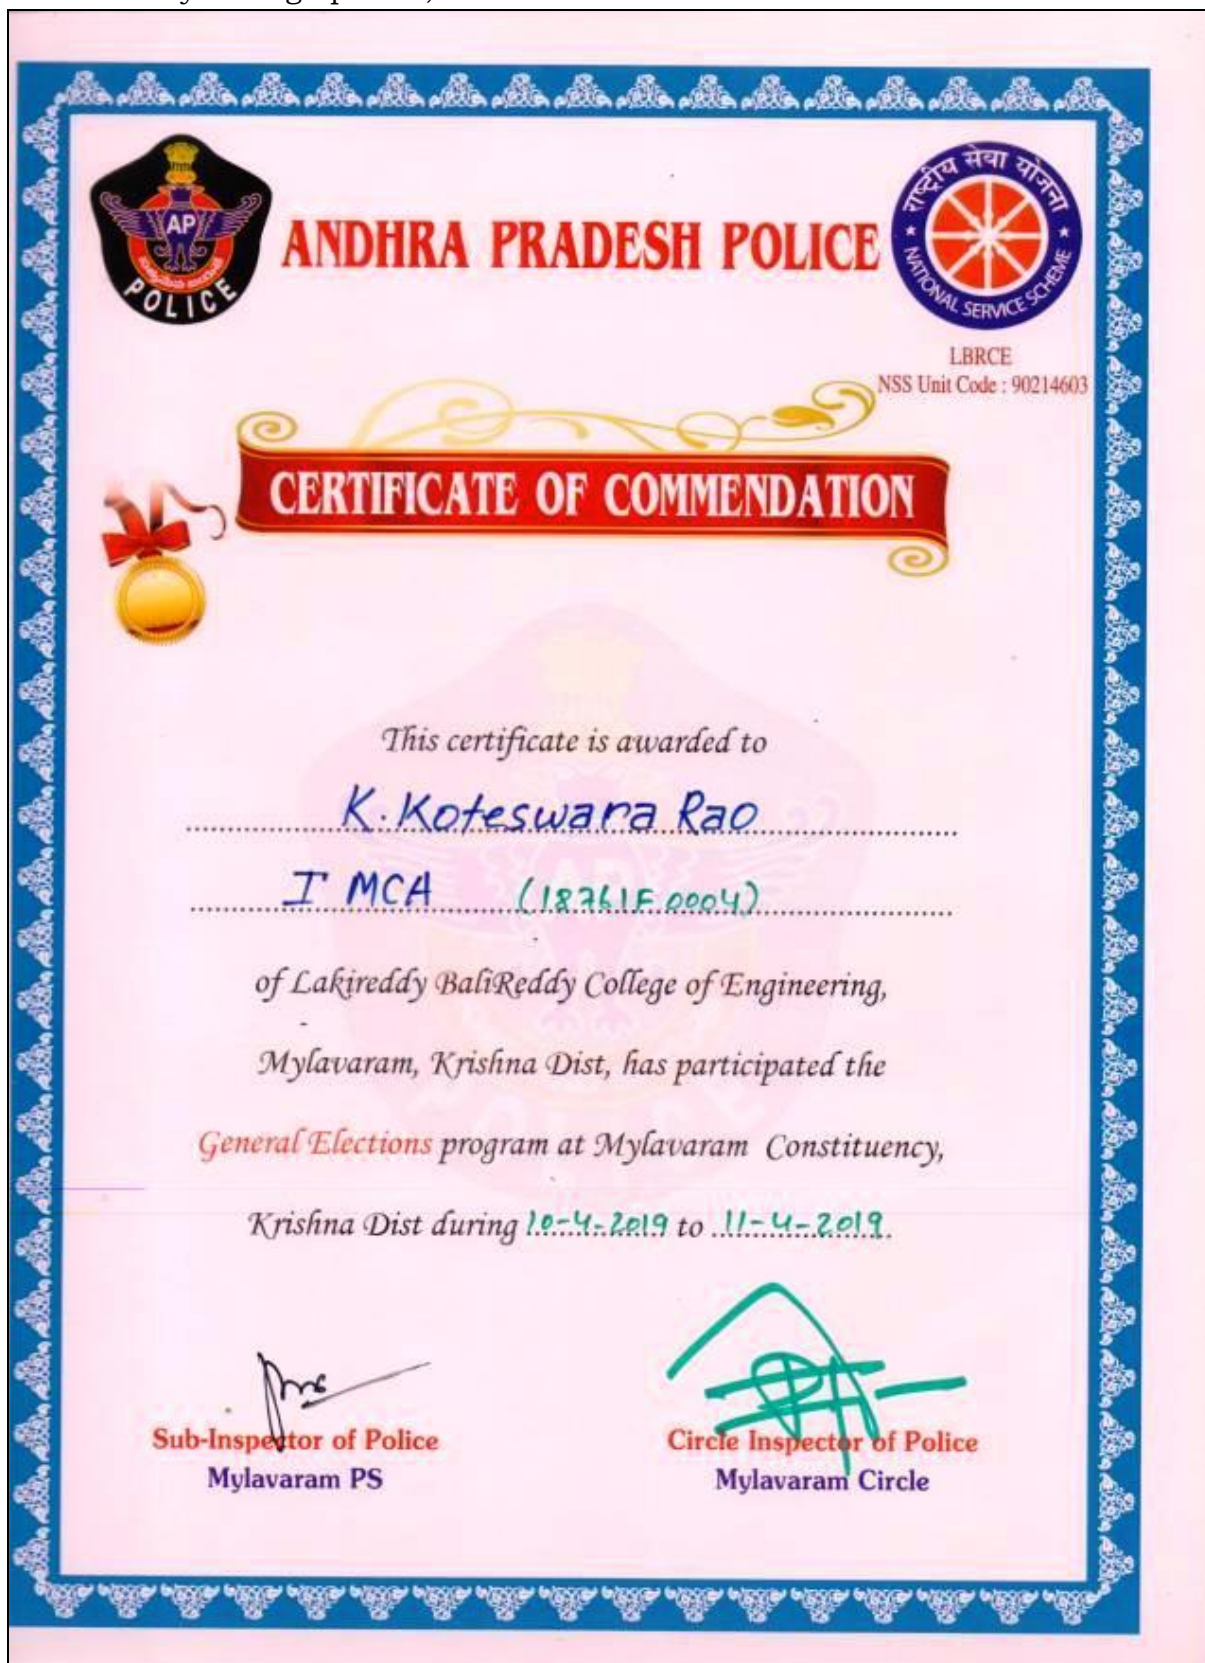 ANDHRA PRADESH POLICE
AP
POLICE
राष्ट्रीय सेवा योजना
NATIONAL SERVICE SCHEME
LBRCE
NSS Unit Code : 90214603
CERTIFICATE OF COMMENDATION
This certificate is awarded to
K. Koteswara Rao
I MCA (18761F0004)
of Lakireddy BaliReddy College of Engineering,
Mylavaram, Krishna Dist, has participated the
General Elections program at Mylavaram Constituency,
Krishna Dist during 10-4-2019 to 11-4-2019
Sub-Inspector of Police
Mylavaram PS
Circle Inspector of Police
Mylavaram Circle